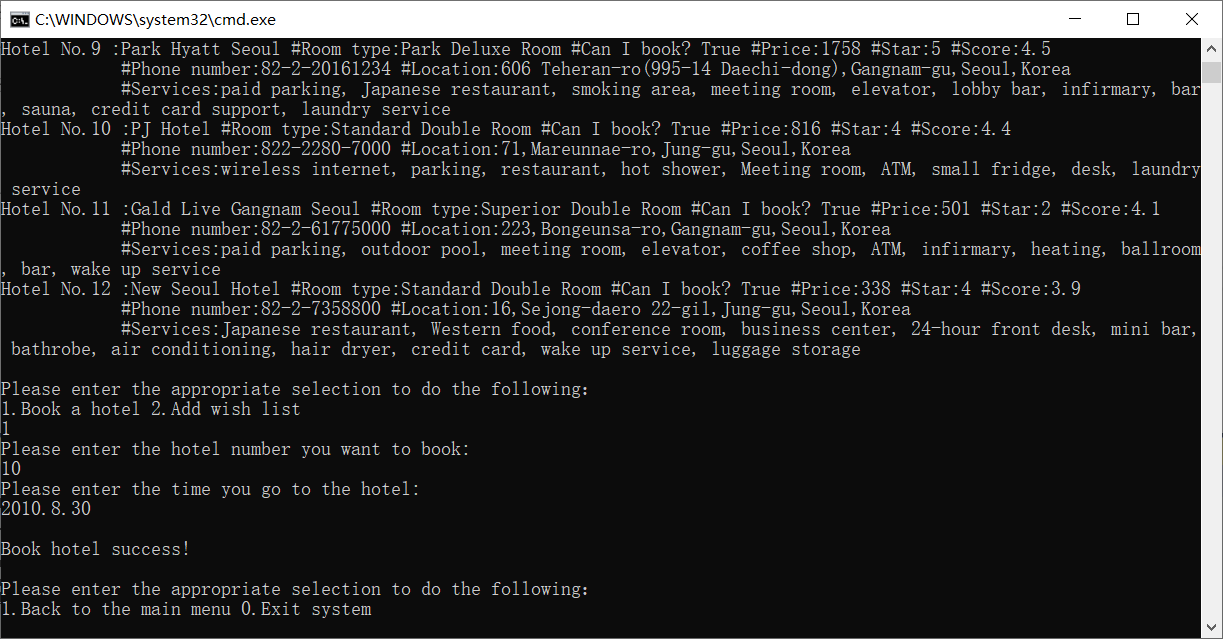 C:\WINDOWS\system32\cmd.exe
Hotel No.9 :Park Hyatt Seoul #Room type:Park Deluxe Room #Can I book? True #Price:1758 #Star:5 #Score:4.5
#Phone number:82-2-20161234 #Location:606 Teheran-ro(995-14 Daechi-dong),Gangnam-gu,Seoul,Korea
#Services:paid parking, Japanese restaurant, smoking area, meeting room, elevator, lobby bar, infirmary, bar
, sauna, credit card support, laundry service
Hotel No.10 :PJ Hotel #Room type:Standard Double Room #Can I book? True #Price:816 #Star:4 #Score:4.4
#Phone number:822-2280-7000 #Location:71,Mareunnae-ro,Jung-gu,Seoul,Korea
#Services:wireless internet, parking, restaurant, hot shower, Meeting room, ATM, small fridge, desk, laundry
service
Hotel No.11 :Gald Live Gangnam Seoul #Room type:Superior Double Room #Can I book? True #Price:501 #Star:2 #Score:4.1
#Phone number:82-2-61775000 #Location:223,Bongeunsa-ro,Gangnam-gu,Seoul,Korea
#Services:paid parking, outdoor pool, meeting room, elevator, coffee shop, ATM, infirmary, heating, ballroom
, bar, wake up service
Hotel No.12 :New Seoul Hotel #Room type:Standard Double Room #Can I book? True #Price:338 #Star:4 #Score:3.9
#Phone number:82-2-7358800 #Location:16,Sejong-daero 22-gil,Jung-gu,Seoul,Korea
#Services:Japanese restaurant, Western food, conference room, business center, 24-hour front desk, mini bar,
bathrobe, air conditioning, hair dryer, credit card, wake up service, luggage storage
Please enter the appropriate selection to do the following:
1.Book a hotel 2.Add wish list
1
Please enter the hotel number you want to book:
10
Please enter the time you go to the hotel:
2010.8.30
Book hotel success!
Please enter the appropriate selection to do the following:
1.Back to the main menu 0.Exit system